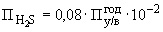 П_{H₂S} = 0,08 · П_{у/в}^{год} · 10⁻²